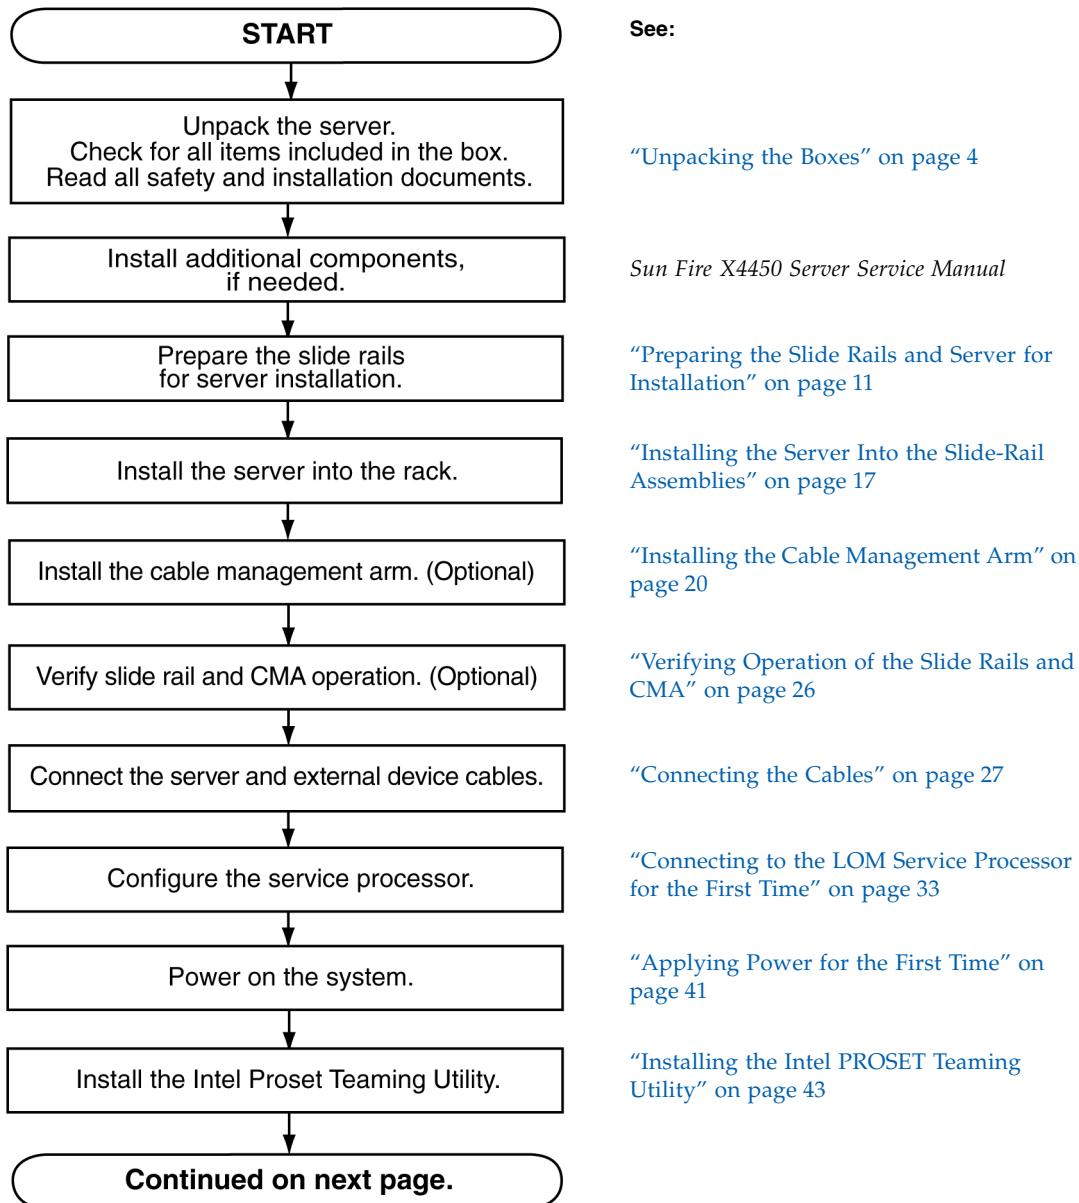 START
See:
Unpack the server.
Check for all items included in the box.
Read all safety and installation documents.
“Unpacking the Boxes” on page 4
Install additional components,
if needed.
Sun Fire X4450 Server Service Manual
Prepare the slide rails
for server installation.
“Preparing the Slide Rails and Server for
Installation” on page 11
Install the server into the rack.
“Installing the Server Into the Slide-Rail
Assemblies” on page 17
Install the cable management arm. (Optional)
“Installing the Cable Management Arm” on
page 20
Verify slide rail and CMA operation. (Optional)
“Verifying Operation of the Slide Rails and
CMA” on page 26
Connect the server and external device cables.
“Connecting the Cables” on page 27
Configure the service processor.
“Connecting to the LOM Service Processor
for the First Time” on page 33
Power on the system.
“Applying Power for the First Time” on
page 41
Install the Intel Proset Teaming Utility.
“Installing the Intel PROSET Teaming
Utility” on page 43
Continued on next page.